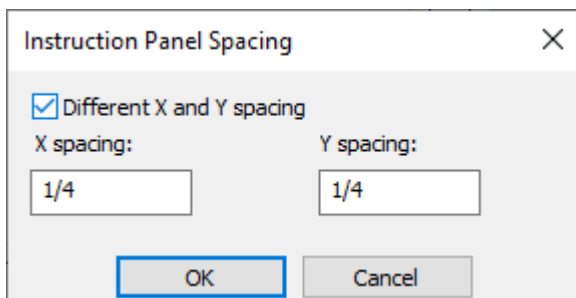 Instruction Panel Spacing
Different X and Y spacing
X spacing: Y spacing:
1/4 1/4
OK Cancel